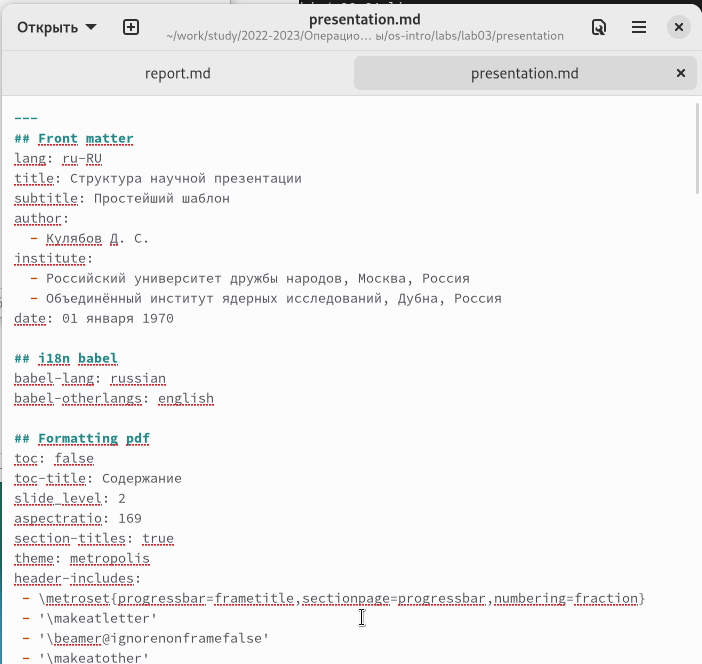 Открыть
presentation.md
~/work/study/2022-2023/Операцио… ы/os-intro/labs/lab03/presentation
report.md
presentation.md
---
## Front matter
lang: ru-RU
title: Структура научной презентации
subtitle: Простейший шаблон
author:
- Кулябов Д. С.
institute:
- Российский университет дружбы народов, Москва, Россия
- Объединённый институт ядерных исследований, Дубна, Россия
date: 01 января 1970
## i18n babel
babel-lang: russian
babel-otherlangs: english
## Formatting pdf
toc: false
toc-title: Содержание
slide_level: 2
aspectratio: 169
section-titles: true
theme: metropolis
header-includes:
- \metroset{progressbar=frametitle,sectionpage=progressbar,numbering=fraction}
- '\makeatletter'
- '\beamer@ignorenonframefalse'
- '\makeatother'